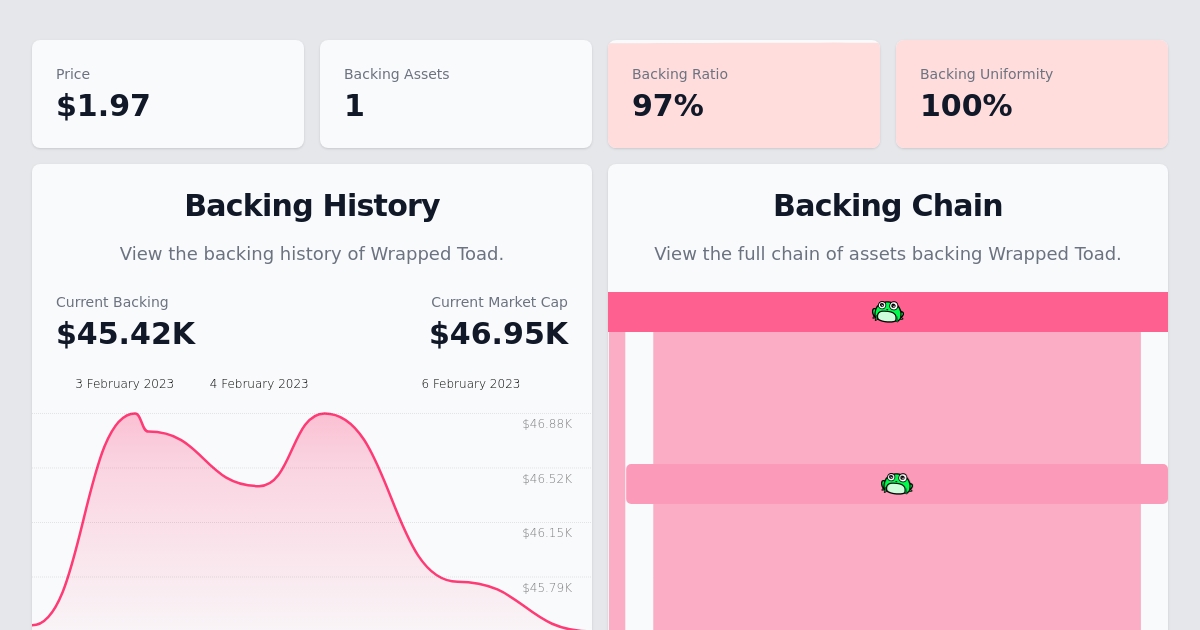 Price
$1.97
Backing Assets
1
Backing Ratio
97%
Backing Uniformity
100%
Backing History
View the backing history of Wrapped Toad.
Current Backing
$45.42K
Current Market Cap
$46.95K
3 February 2023
4 February 2023
6 February 2023
$46.88K
$46.52K
$46.15K
$45.79K
Backing Chain
View the full chain of assets backing Wrapped Toad.